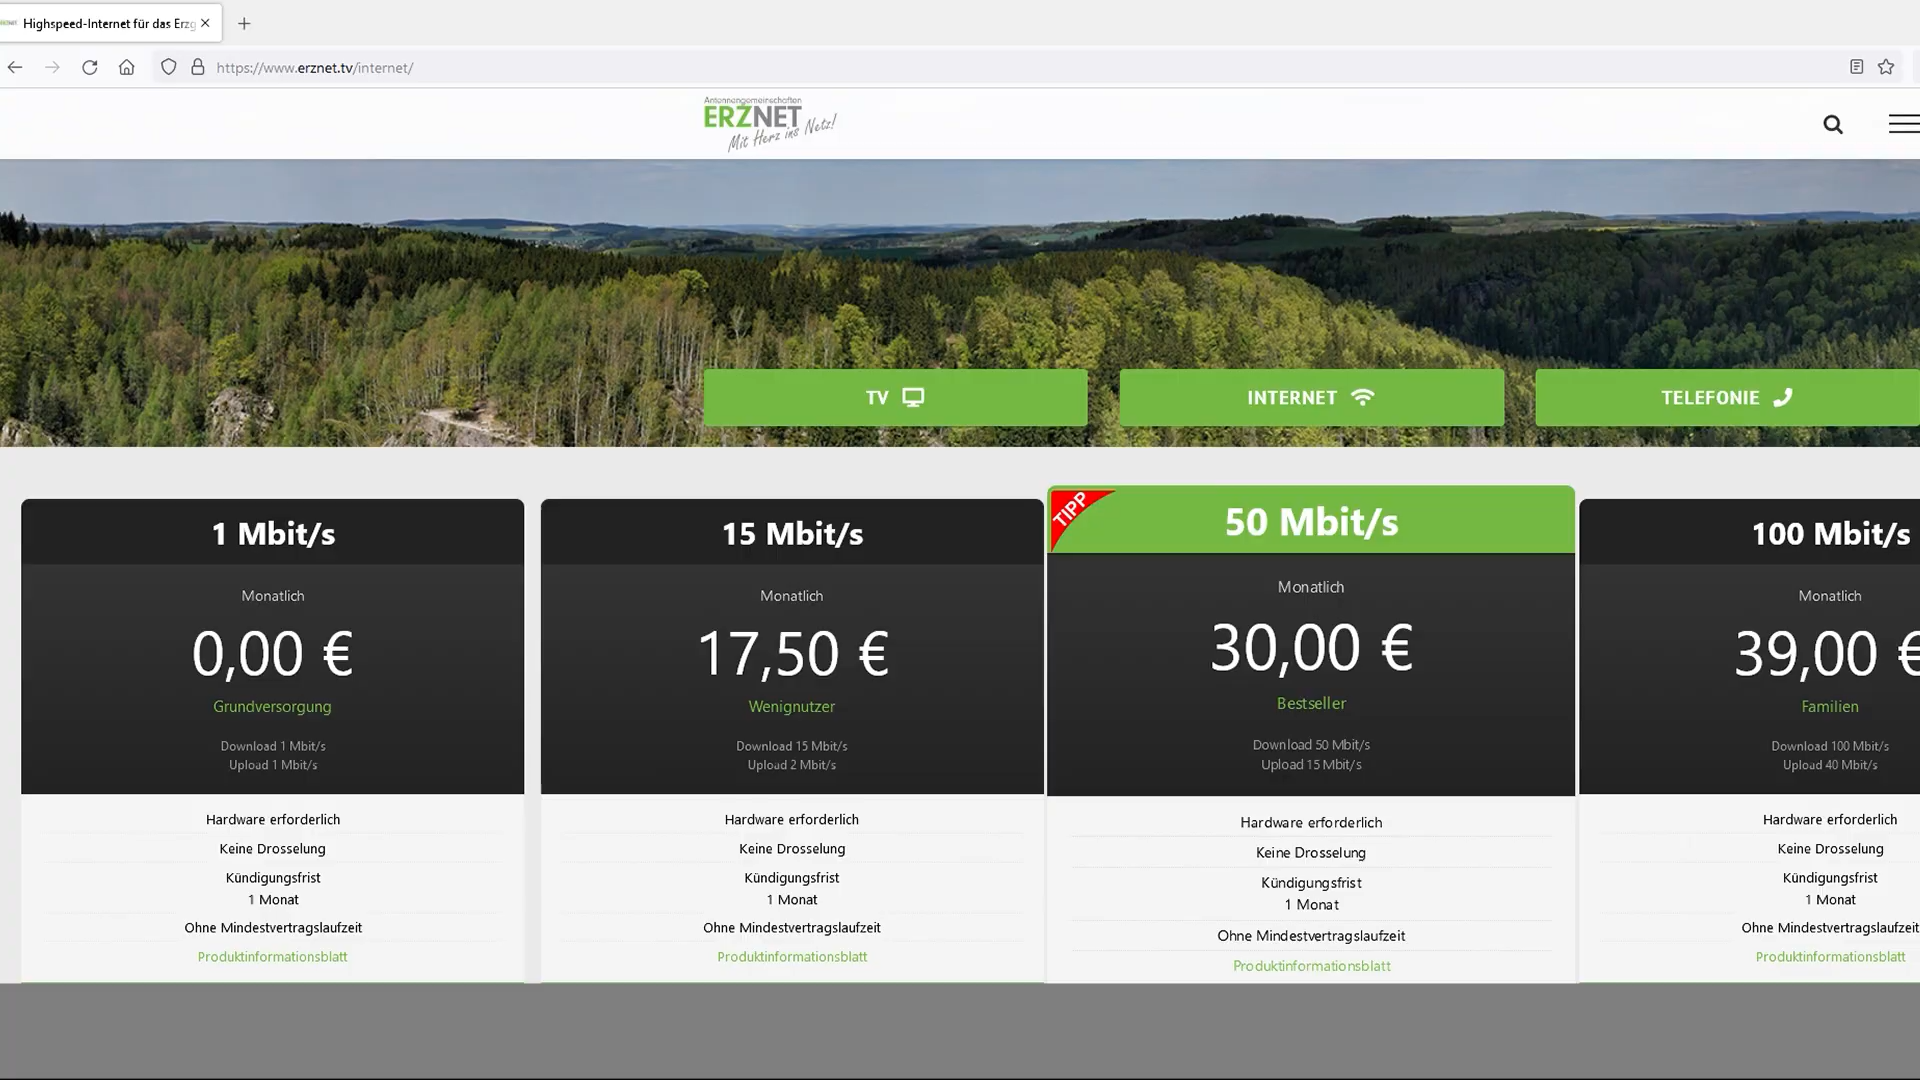 Highspeed-Internet für das Erzg
https://www.erznet.tv/internet/
Antennengemeinschaften
ERZNET
Mit Herz ins Netz!
TV
INTERNET
TELEFONIE
1 Mbit/s
Monatlich
0,00 €
Grundversorgung
Download 1 Mbit/s
Upload 1 Mbit/s
Hardware erforderlich
Keine Drosselung
Kündigungsfrist
1 Monat
Ohne Mindestvertragslaufzeit
Produktinformationsblatt
15 Mbit/s
Monatlich
17,50 €
Wenignutzer
Download 15 Mbit/s
Upload 2 Mbit/s
Hardware erforderlich
Keine Drosselung
Kündigungsfrist
1 Monat
Ohne Mindestvertragslaufzeit
Produktinformationsblatt
TIPP
50 Mbit/s
Monatlich
30,00 €
Bestseller
Download 50 Mbit/s
Upload 15 Mbit/s
Hardware erforderlich
Keine Drosselung
Kündigungsfrist
1 Monat
Ohne Mindestvertragslaufzeit
Produktinformationsblatt
100 Mbit/s
Monatlich
39,00 €
Familien
Download 100 Mbit/s
Upload 40 Mbit/s
Hardware erforderlich
Keine Drosselung
Kündigungsfrist
1 Monat
Ohne Mindestvertragslaufzeit
Produktinformationsblatt